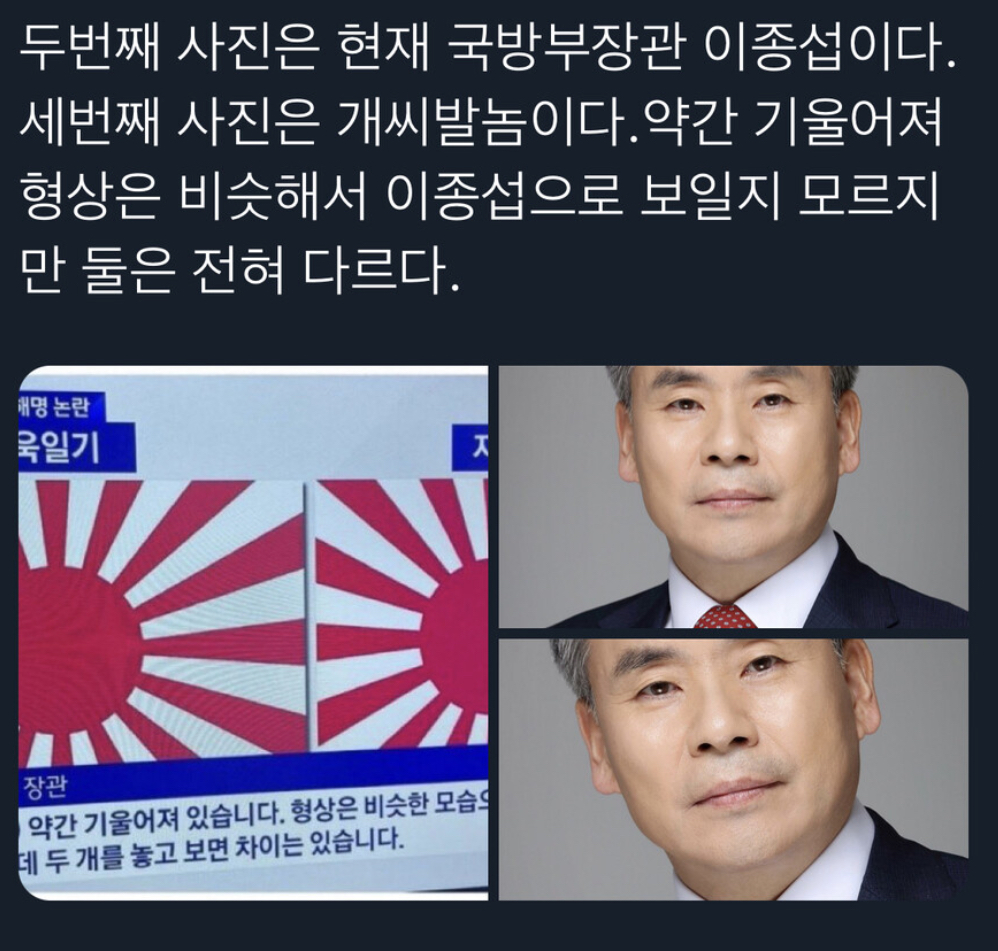 두번째 사진은 현재 국방부장관 이종섭이다.
세번째 사진은 개씨발놈이다.약간 기울어져
형상은 비슷해서 이종섭으로 보일지 모르지
만 둘은 전혀 다르다.
해명 논란
욱일기
장관
약간 기울어져 있습니다. 형상은 비슷한 모습으
데 두 개를 놓고 보면 차이는 있습니다.